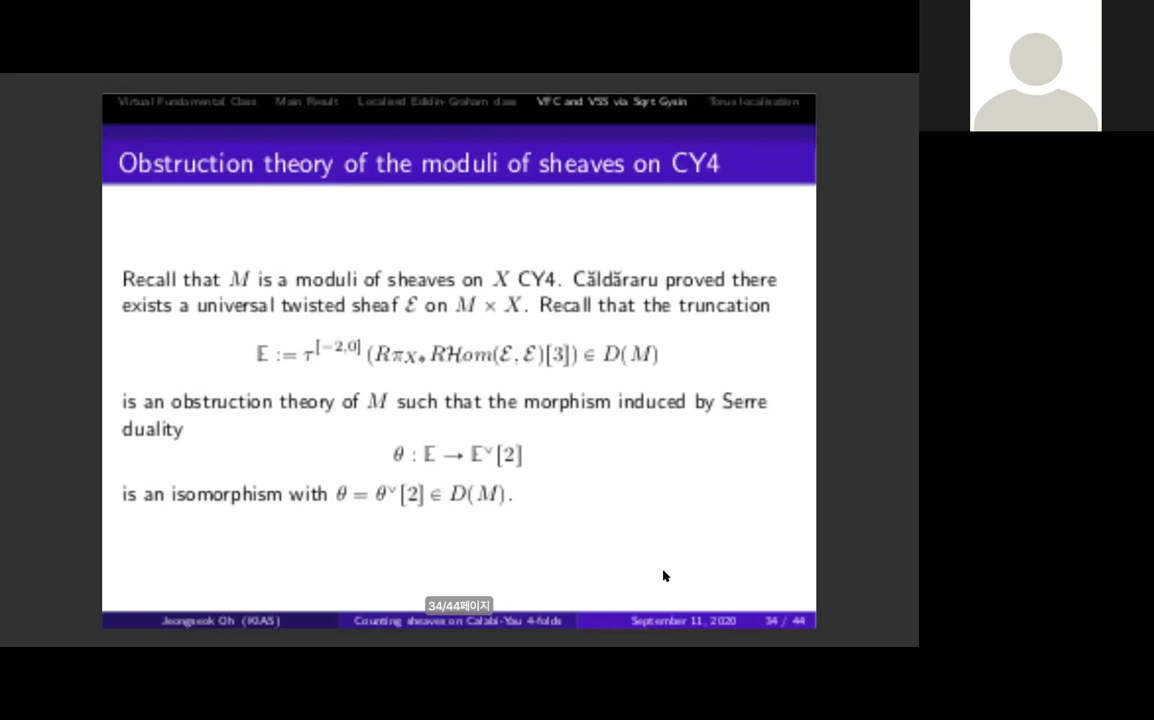 Virtual Fundamental Class Main Result Localised Edidin-Graham class VFC and VSS via Sqrt Gysin Torus localisation
Obstruction theory of the moduli of sheaves on CY4
Recall that M is a moduli of sheaves on X CY4. Căldăraru proved there
exists a universal twisted sheaf ℰ on M × X. Recall that the truncation
𝔼 := τ^[−2,0] (Rπ_X∗ Rℋom(ℰ, ℰ)[3]) ∈ D(M)
is an obstruction theory of M such that the morphism induced by Serre
duality
θ : 𝔼 → 𝔼^∨[2]
is an isomorphism with θ = θ^∨[2] ∈ D(M).
34/44페이지
Jeongseok Oh (KIAS) Counting sheaves on Calabi-Yau 4-folds September 11, 2020 34 / 44